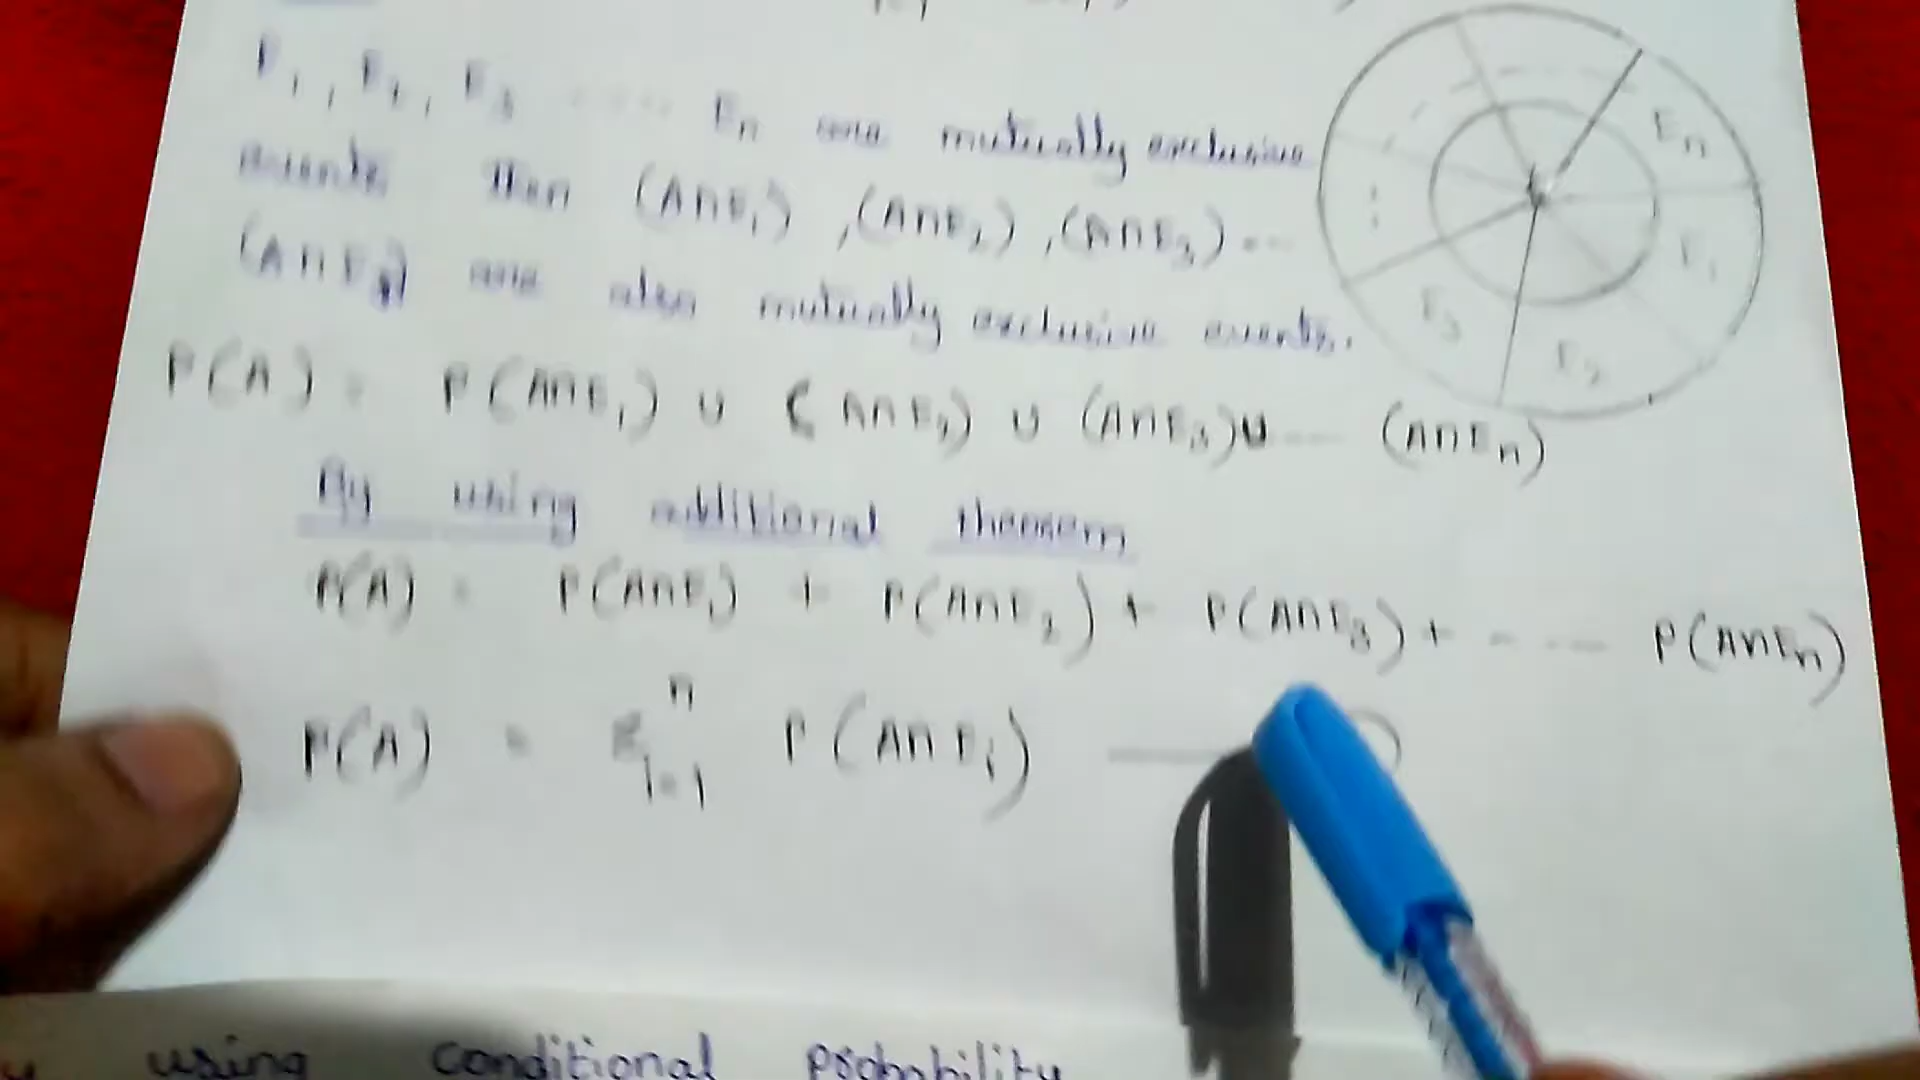 E1, E2, E3 ..... En are mutually exclusive
events then (A∩E1), (A∩E2), (A∩E3) ...
(A∩En) are also mutually exclusive events.
P(A) = P(A∩E1) ∪ (A∩E2) ∪ (A∩E3) ∪ .... (A∩En)
By using additional theorem
P(A) = P(A∩E1) + P(A∩E2) + P(A∩E3) + - ... P(A∩En)
P(A) = Σ n i=1 P(A∩Ei)
using conditional probability
En
E1
E2
E3